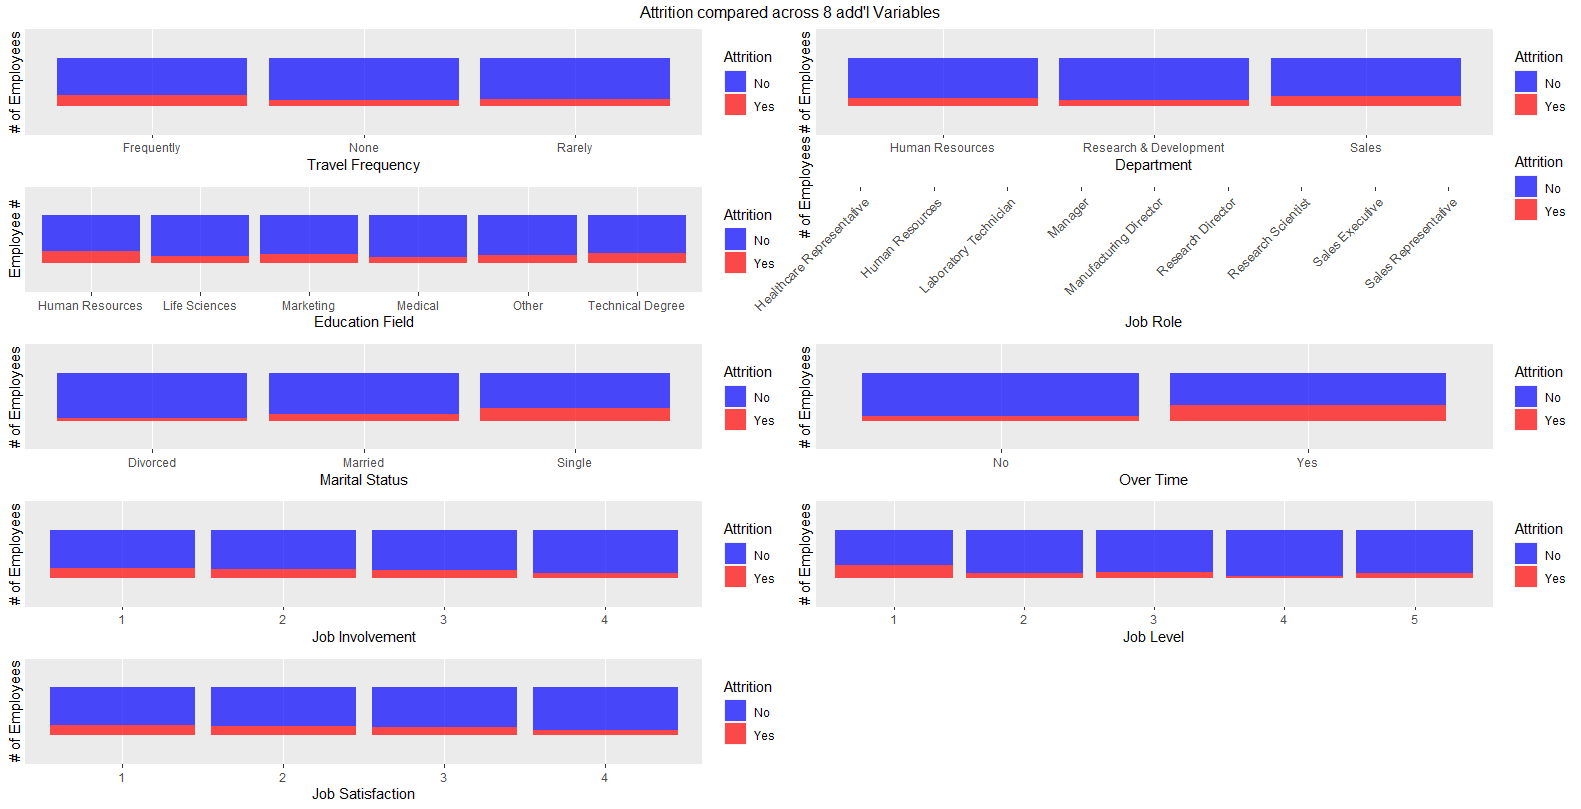 Attrition compared across 8 add'l Variables
# of Employees
Frequently None Rarely
Travel Frequency
Attrition
No
Yes
# of Employees
Human Resources Research & Development Sales
Department
Attrition
No
Yes
Employee #
Human Resources Life Sciences Marketing Medical Other Technical Degree
Education Field
Attrition
No
Yes
# of Employees
Healthcare Representative
Human Resources
Laboratory Technician
Manager
Manufacturing Director
Research Director
Research Scientist
Sales Executive
Sales Representative
Job Role
Attrition
No
Yes
# of Employees
Divorced Married Single
Marital Status
Attrition
No
Yes
# of Employees
No Yes
Over Time
Attrition
No
Yes
# of Employees
1 2 3 4
Job Involvement
Attrition
No
Yes
# of Employees
1 2 3 4 5
Job Level
Attrition
No
Yes
# of Employees
1 2 3 4
Job Satisfaction
Attrition
No
Yes